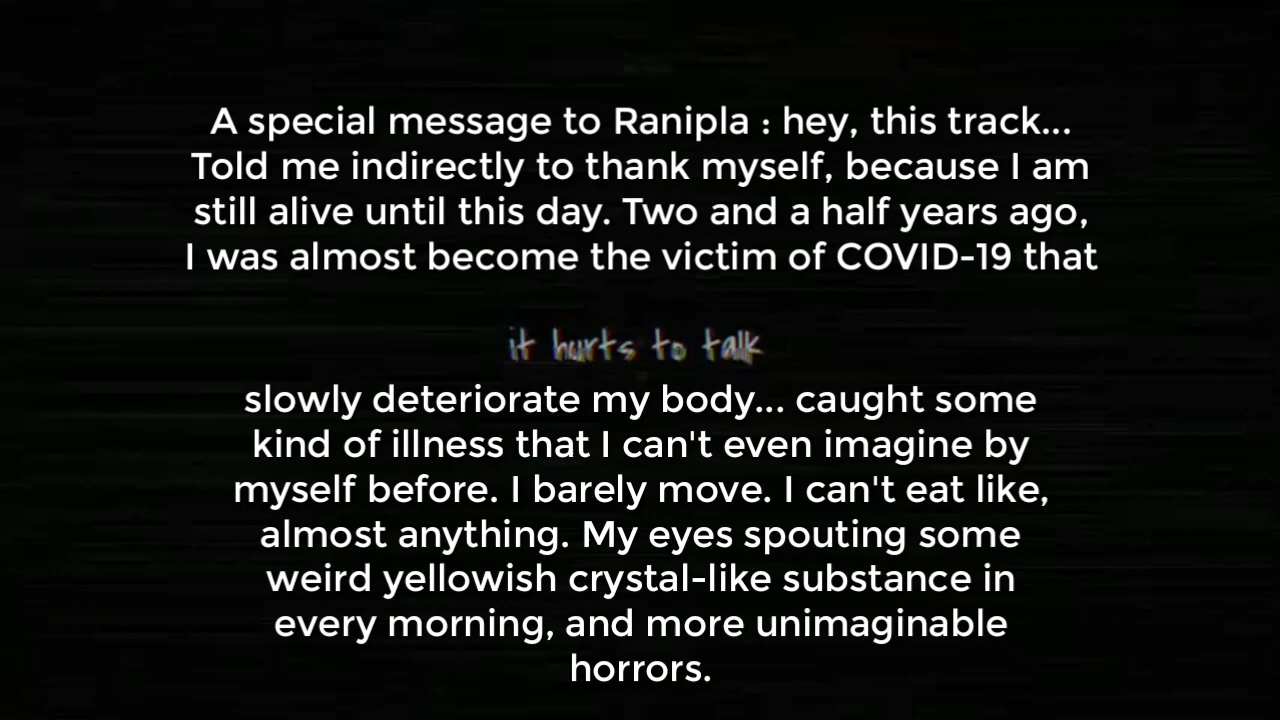 A special message to Ranipla : hey, this track...
Told me indirectly to thank myself, because I am
still alive until this day. Two and a half years ago,
I was almost become the victim of COVID-19 that
it hurts to talk
slowly deteriorate my body... caught some
kind of illness that I can't even imagine by
myself before. I barely move. I can't eat like,
almost anything. My eyes spouting some
weird yellowish crystal-like substance in
every morning, and more unimaginable
horrors.